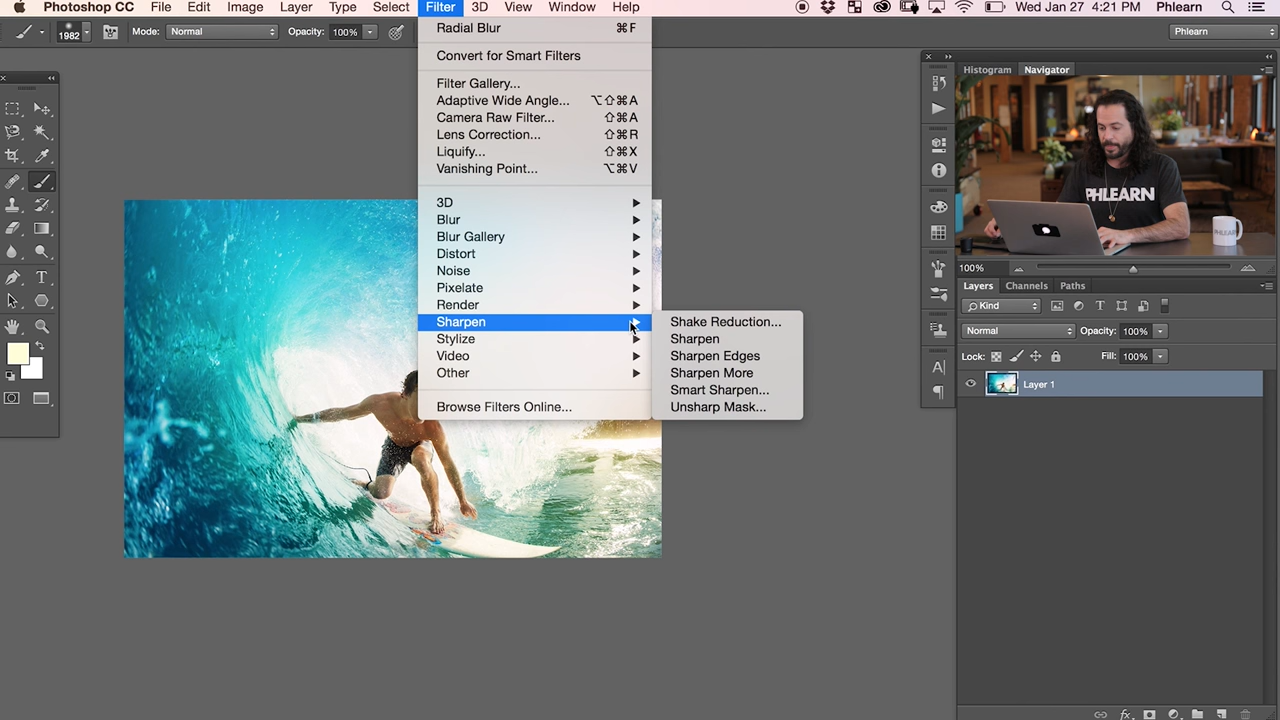 Photoshop CC File Edit Image Layer Type Select Filter 3D View Window Help Wed Jan 27 4:21 PM Phlearn
1982 Mode: Normal Opacity: 100% Phlearn
Radial Blur ⌘F
Convert for Smart Filters
Filter Gallery...
Adaptive Wide Angle... ⌥⇧⌘A
Camera Raw Filter... ⇧⌘A
Lens Correction... ⇧⌘R
Liquify... ⇧⌘X
Vanishing Point... ⌥⌘V
3D
Blur
Blur Gallery
Distort
Noise
Pixelate
Render
Sharpen
Stylize
Video
Other
Browse Filters Online...
Shake Reduction...
Sharpen
Sharpen Edges
Sharpen More
Smart Sharpen...
Unsharp Mask...
Histogram Navigator
PHLEARN
PHLEARN
100%
Layers Channels Paths
Kind
Normal Opacity: 100%
Lock: Fill: 100%
Layer 1